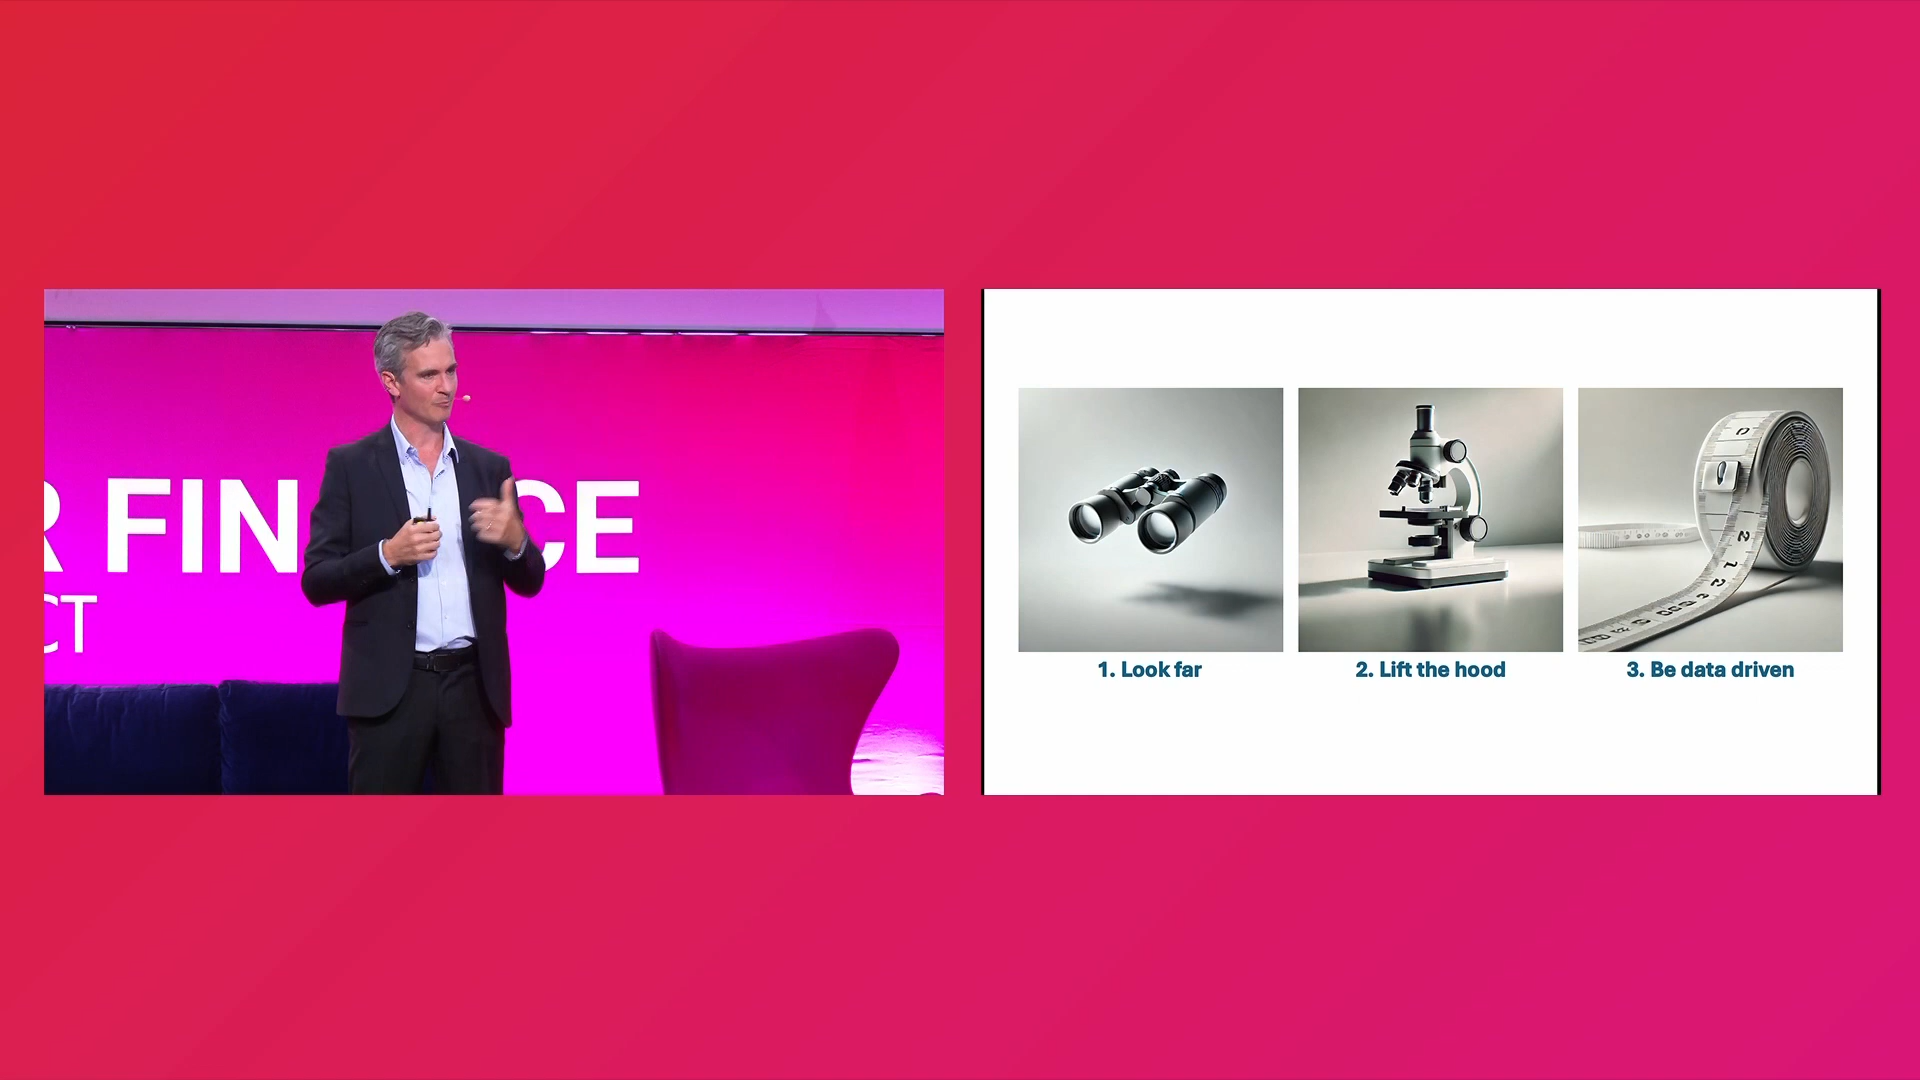 R FIN CE
CT
1. Look far
2. Lift the hood
3. Be data driven